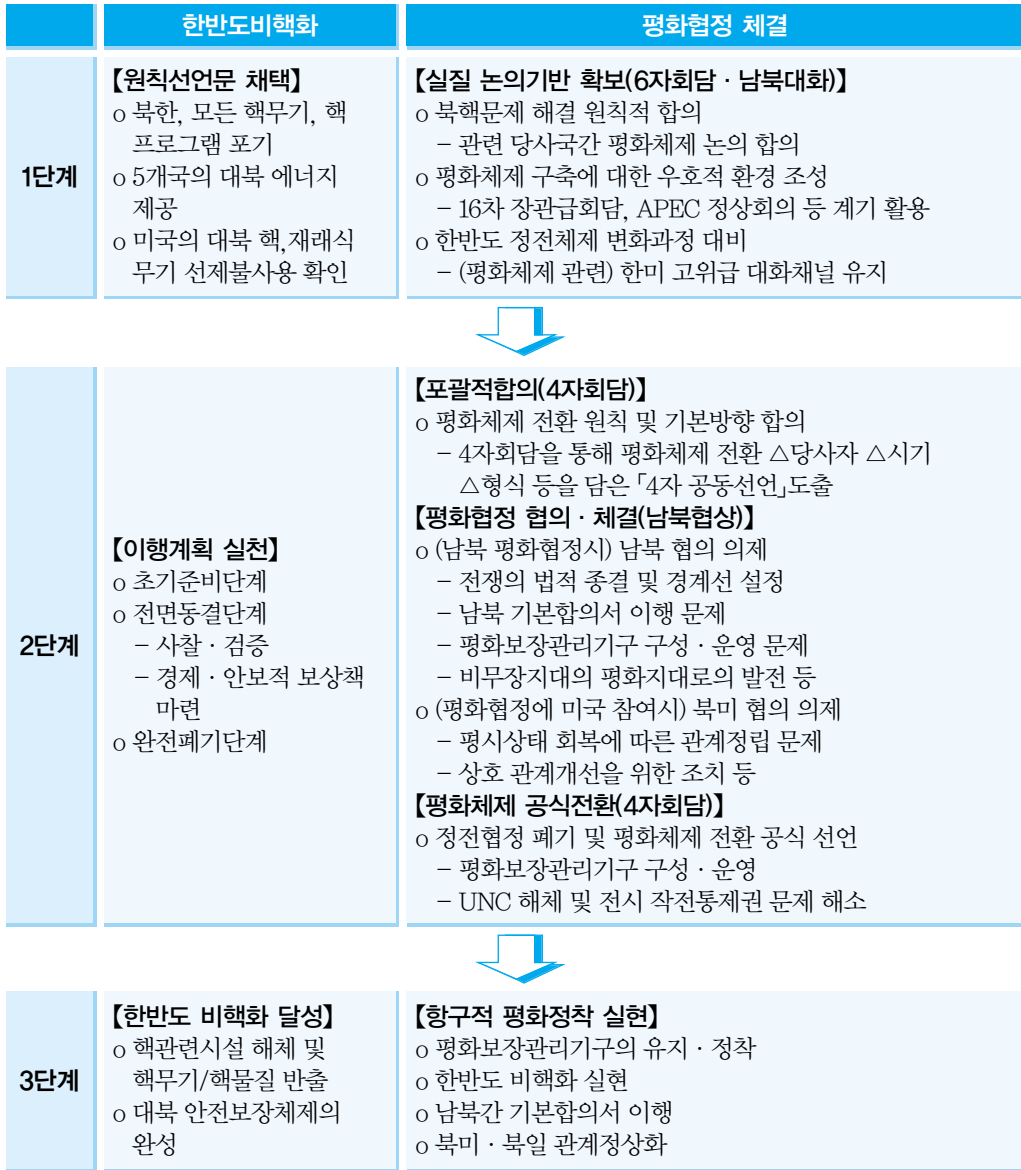 한반도비핵화
평화협정 체결
1단계
【원칙선언문 채택】
o 북한, 모든 핵무기, 핵
프로그램 포기
o 5개국의 대북 에너지
제공
o 미국의 대북 핵,재래식
무기 선제불사용 확인
【실질 논의기반 확보(6자회담 · 남북대화)】
o 북핵문제 해결 원칙적 합의
- 관련 당사국간 평화체제 논의 합의
o 평화체제 구축에 대한 우호적 환경 조성
- 16차 장관급회담, APEC 정상회의 등 계기 활용
o 한반도 정전체제 변화과정 대비
- (평화체제 관련) 한미 고위급 대화채널 유지
2단계
【이행계획 실천】
o 초기준비단계
o 전면동결단계
- 사찰 · 검증
- 경제 · 안보적 보상책
마련
o 완전폐기단계
【포괄적합의(4자회담)】
o 평화체제 전환 원칙 및 기본방향 합의
- 4자회담을 통해 평화체제 전환 △당사자 △시기
△형식 등을 담은 「4자 공동선언」도출
【평화협정 협의 · 체결(남북협상)】
o (남북 평화협정시) 남북 협의 의제
- 전쟁의 법적 종결 및 경계선 설정
- 남북 기본합의서 이행 문제
- 평화보장관리기구 구성 · 운영 문제
- 비무장지대의 평화지대로의 발전 등
o (평화협정에 미국 참여시) 북미 협의 의제
- 평시상태 회복에 따른 관계정립 문제
- 상호 관계개선을 위한 조치 등
【평화체제 공식전환(4자회담)】
o 정전협정 폐기 및 평화체제 전환 공식 선언
- 평화보장관리기구 구성 · 운영
- UNC 해체 및 전시 작전통제권 문제 해소
3단계
【한반도 비핵화 달성】
o 핵관련시설 해체 및
핵무기/핵물질 반출
o 대북 안전보장체제의
완성
【항구적 평화정착 실현】
o 평화보장관리기구의 유지 · 정착
o 한반도 비핵화 실현
o 남북간 기본합의서 이행
o 북미 · 북일 관계정상화